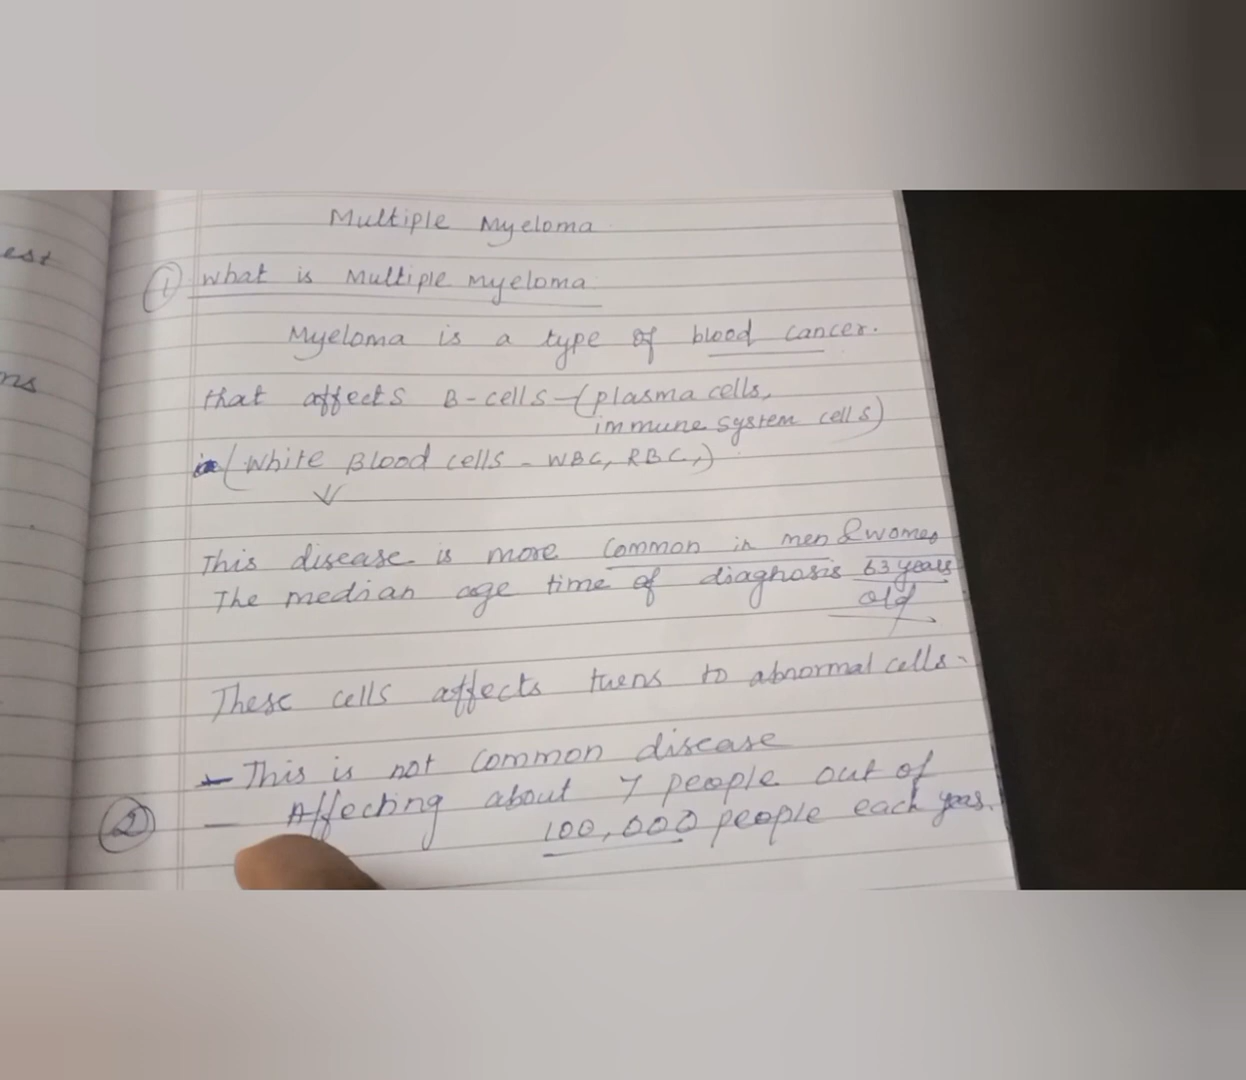 est
ns
Multiple Myeloma
① What is Multiple Myeloma
Myeloma is a type of blood cancer.
that affects B-cells - (plasma cells,
immune system cells)
(White Blood cells - WBC, RBC,)
This disease is more common in men & women
The median age time of diagnosis 63 years
old
These cells affects turns to abnormal cells-
- This is not common disease
② - Affecting about 7 people out of
100,000 people each year.